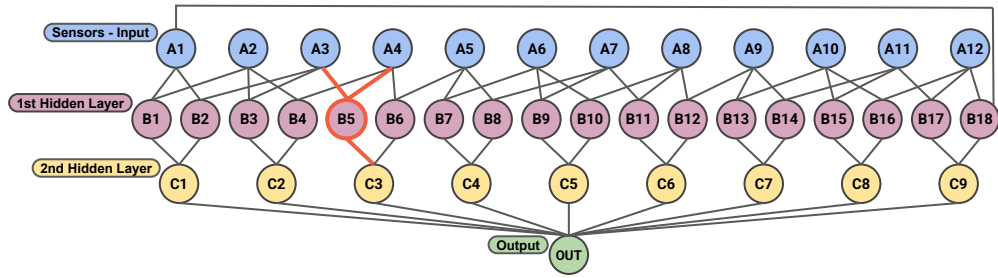 Sensors - Input
A1 A2 A3 A4 A5 A6 A7 A8 A9 A10 A11 A12
1st Hidden Layer
B1 B2 B3 B4 B5 B6 B7 B8 B9 B10 B11 B12 B13 B14 B15 B16 B17 B18
2nd Hidden Layer
C1 C2 C3 C4 C5 C6 C7 C8 C9
Output
OUT